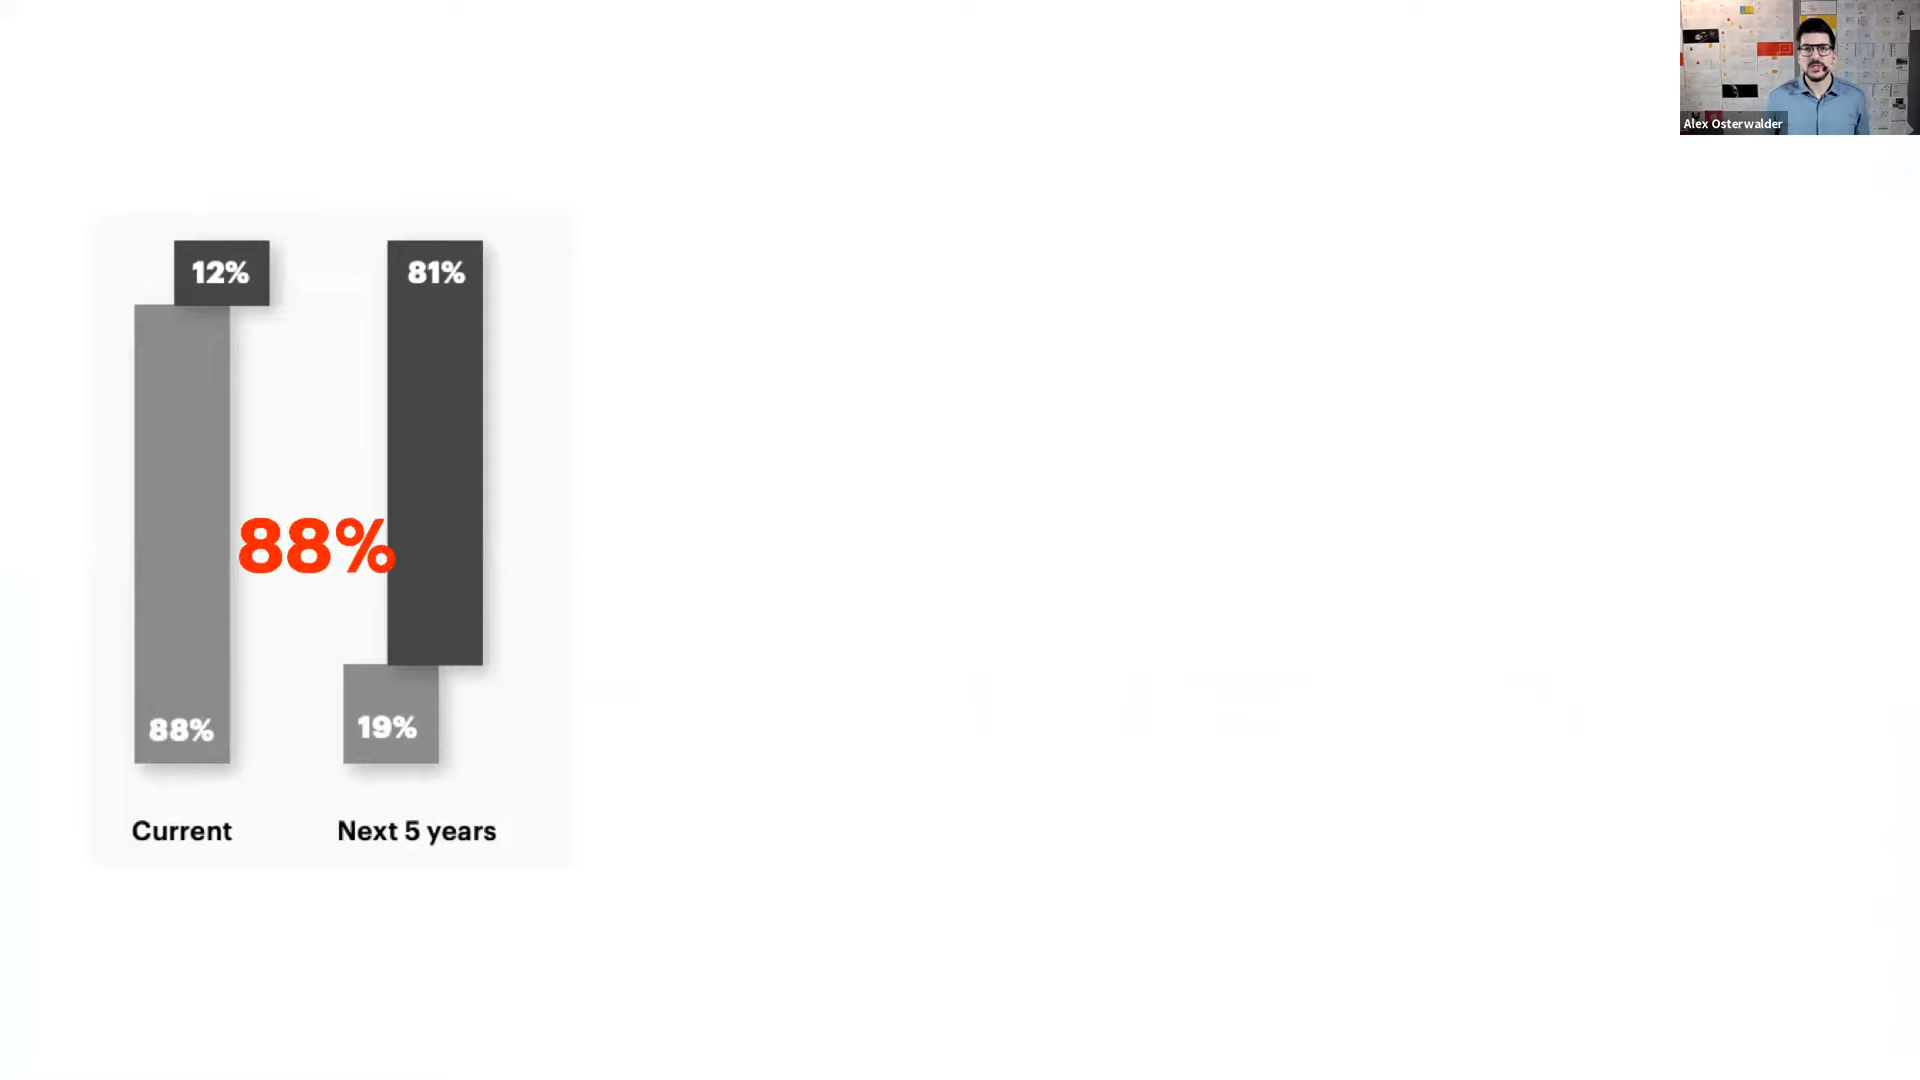 Alex Osterwalder
12%
81%
88%
88%
19%
Current
Next 5 years